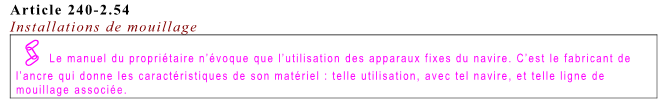 Article 240-2.54
Installations de mouillage
Le manuel du propriétaire n'évoque que l'utilisation des apparaux fixes du navire. C'est le fabricant de
l'ancre qui donne les caractéristiques de son matériel : telle utilisation, avec tel navire, et telle ligne de
mouillage associée.